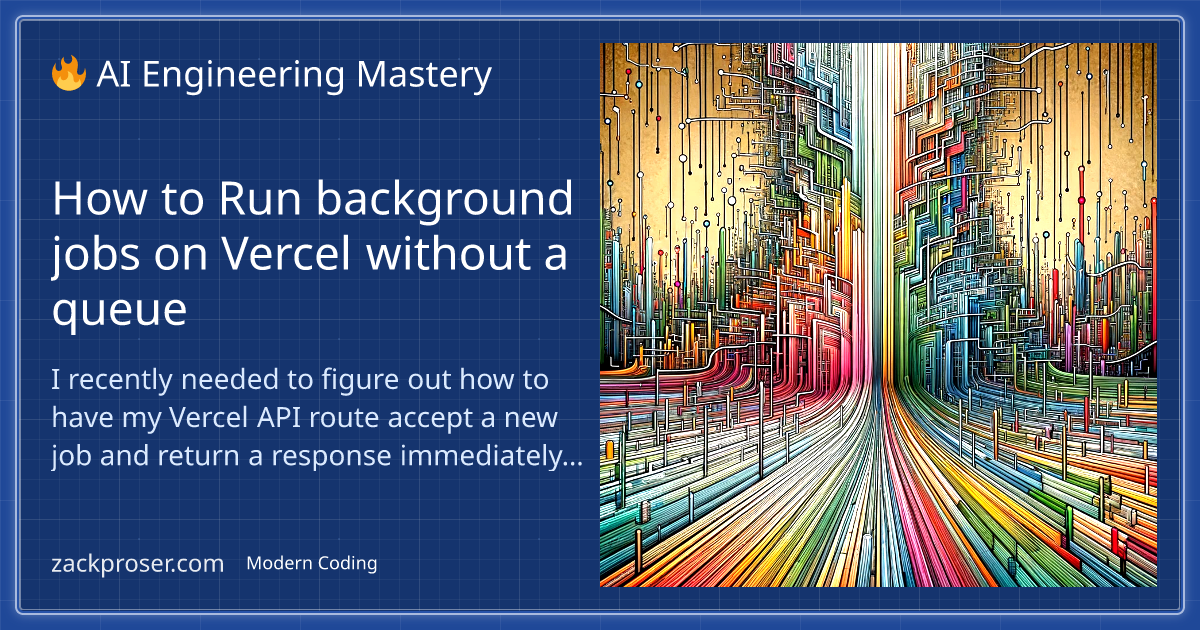 🔥 AI Engineering Mastery
How to Run background
jobs on Vercel without a
queue
I recently needed to figure out how to
have my Vercel API route accept a new
job and return a response immediately...
zackproser.com Modern Coding